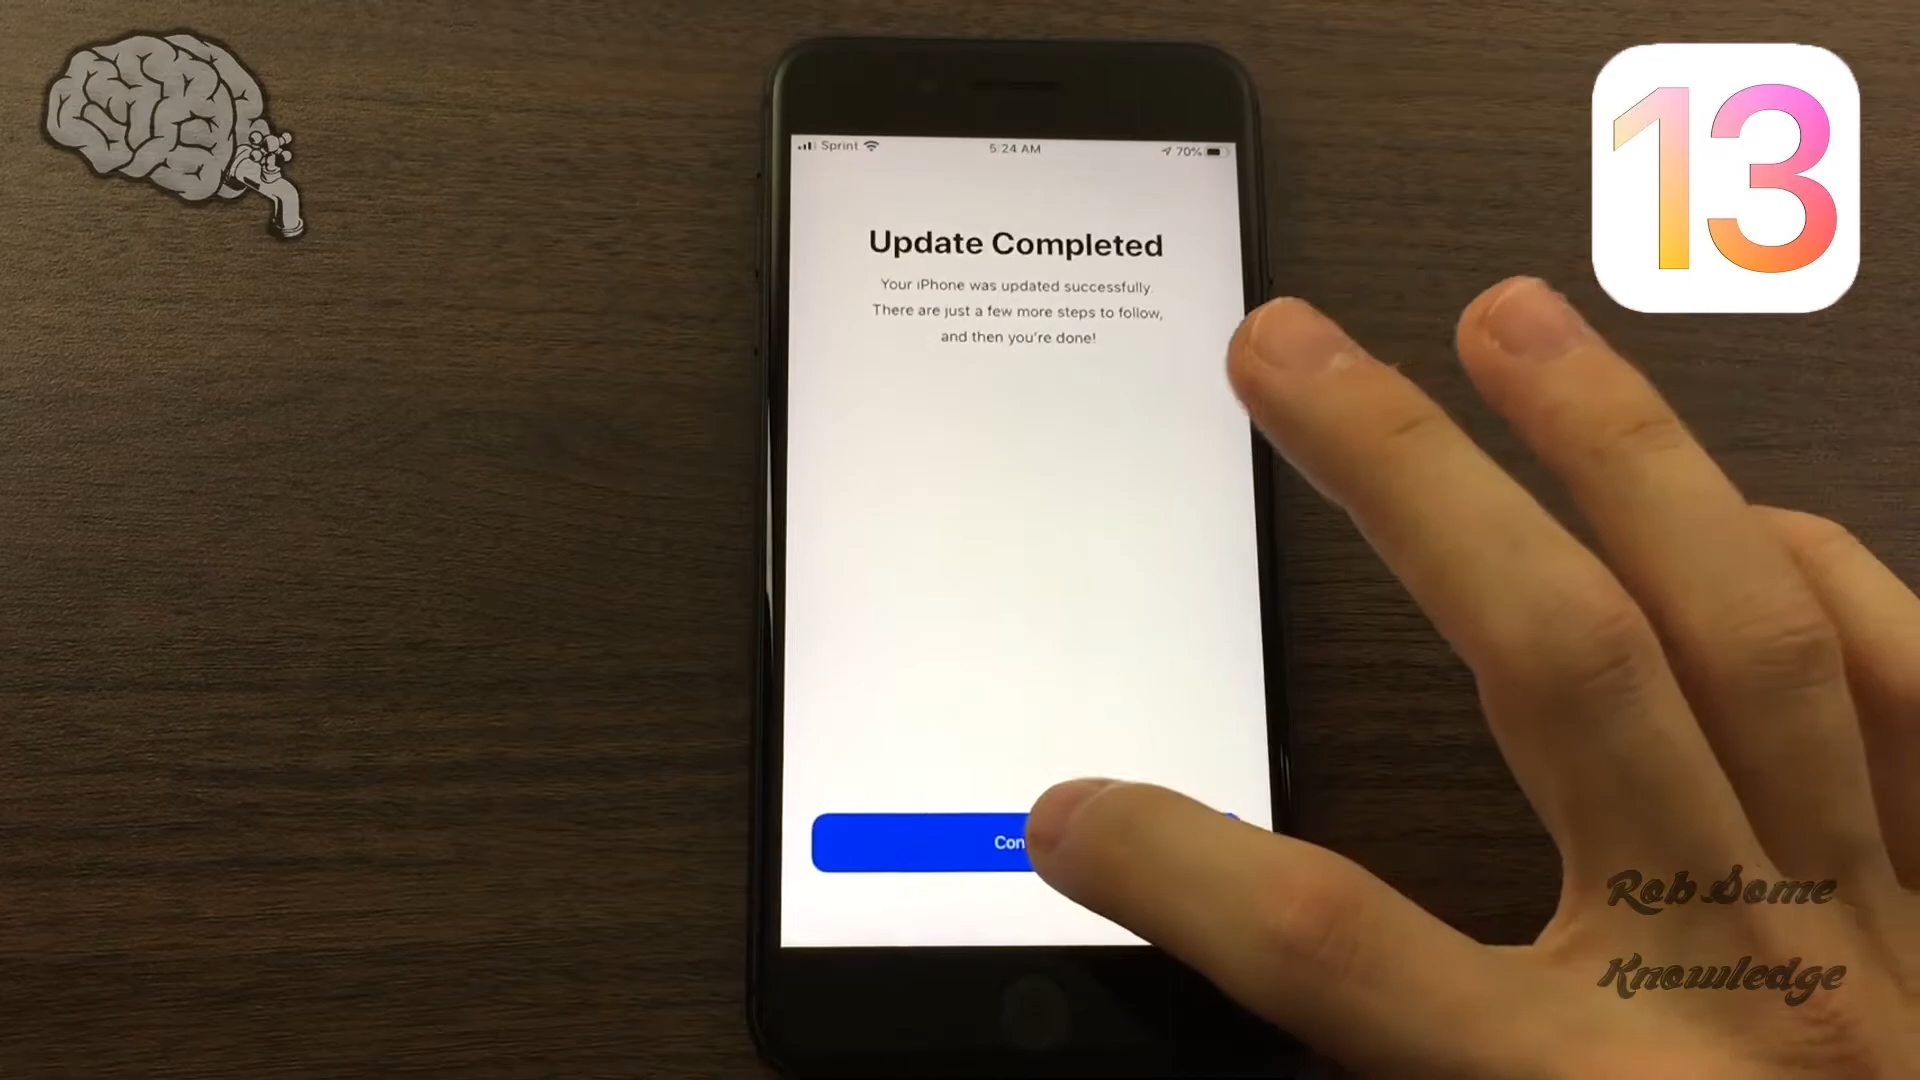 Sprint 5:24 AM 70%
13
Update Completed
Your iPhone was updated successfully.
There are just a few more steps to follow,
and then you're done!
Con
Rob Some
Knowledge